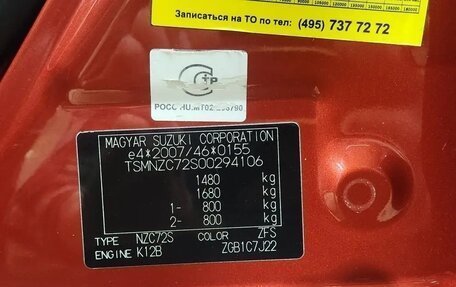 Записаться на ТО по тел: (495) 737 72 72
С
тР
MAGYAR SUZUKI CORPORATION
e4*2007/46*0155
TSMNZC72S00294106
1480 kg
1680 kg
1- 800 kg
2- 800 kg
TYPE NZC72S COLOR ZFS
ENGINE K12B ZGB1C7J22